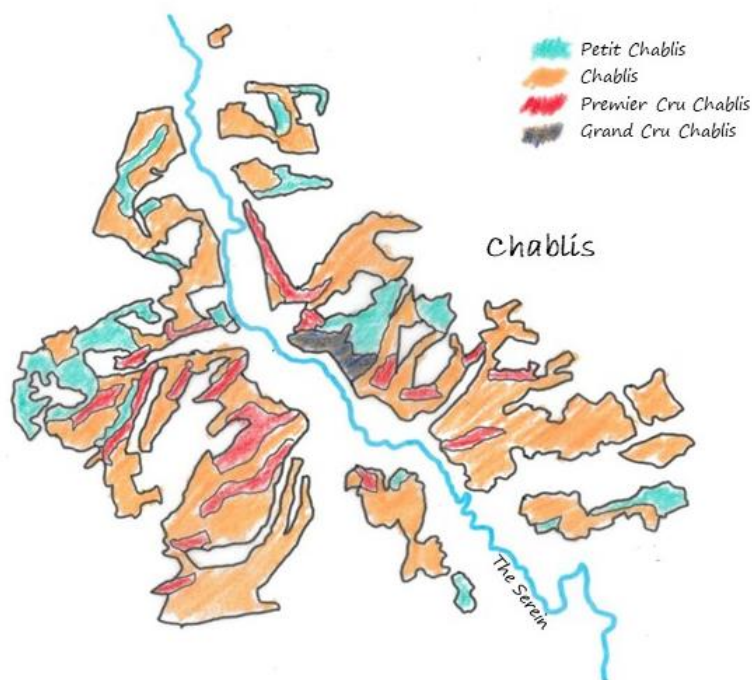 Petit Chablis
Chablis
Premier Cru Chablis
Grand Cru Chablis
Chablis
The Serein